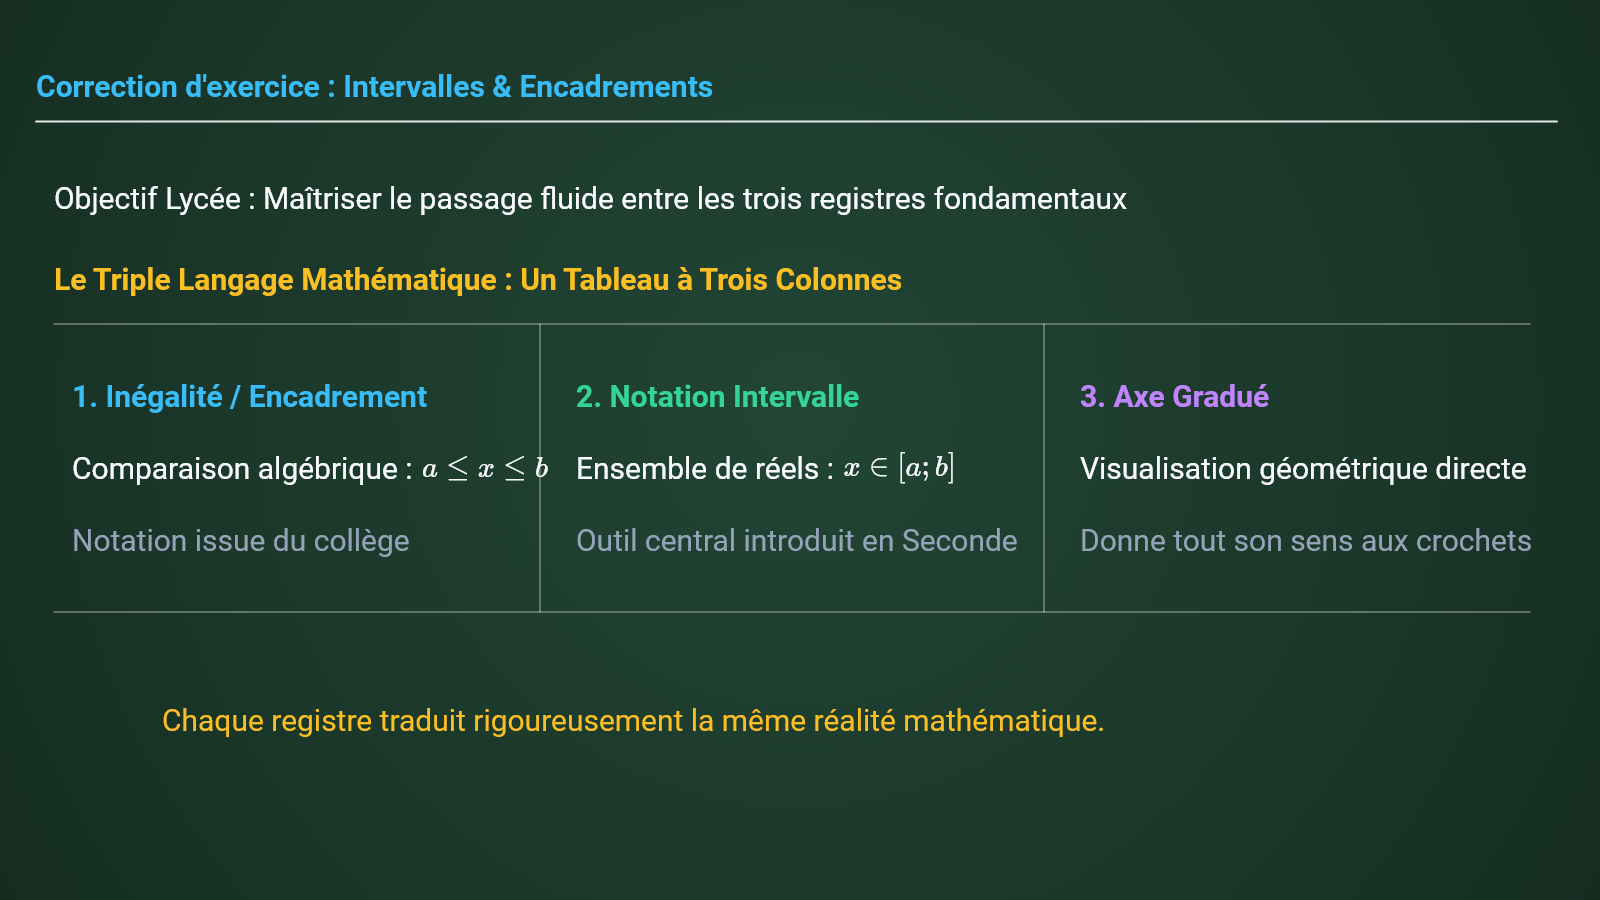 Correction d'exercice : Intervalles & Encadrements
Objectif Lycée : Maîtriser le passage fluide entre les trois registres fondamentaux
Le Triple Langage Mathématique : Un Tableau à Trois Colonnes
1. Inégalité / Encadrement
Comparaison algébrique : a ≤ x ≤ b
Notation issue du collège
2. Notation Intervalle
Ensemble de réels : x ∈ [a; b]
Outil central introduit en Seconde
3. Axe Gradué
Visualisation géométrique directe
Donne tout son sens aux crochets
Chaque registre traduit rigoureusement la même réalité mathématique.